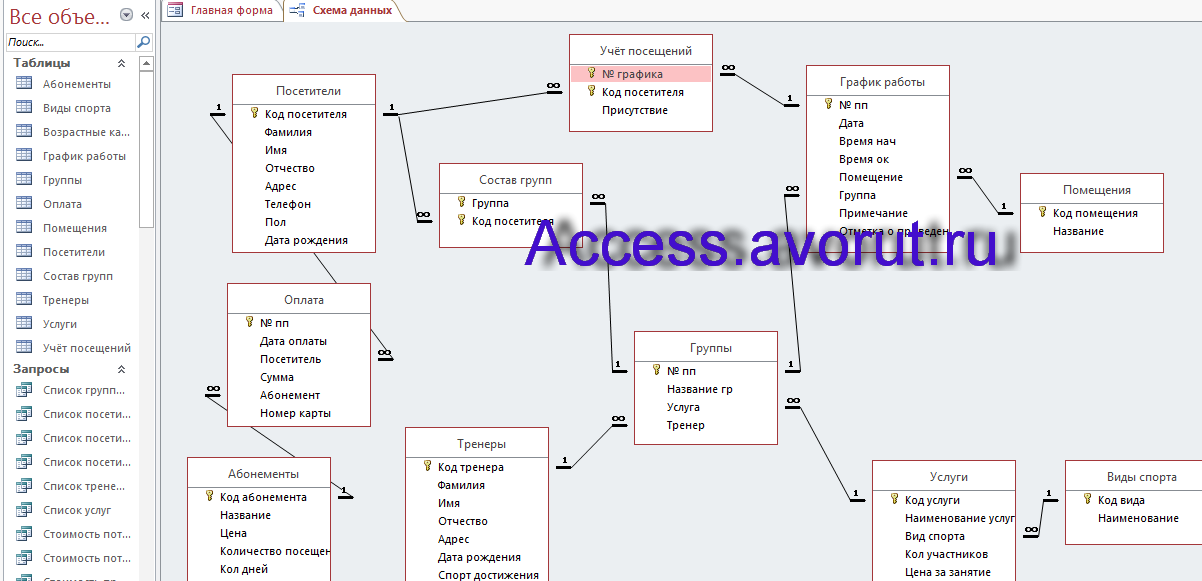 Все объе...
Главная форма
Схема данных
Поиск...
Таблицы
Абонементы
Виды спорта
Возрастные ка...
График работы
Группы
Оплата
Помещения
Посетители
Состав групп
Тренеры
Услуги
Учёт посещений
Запросы
Список групп...
Список посети...
Список посети...
Список посети...
Список трене...
Список услуг
Стоимость пот...
Стоимость пот...
Посетители
Код посетителя
Фамилия
Имя
Отчество
Адрес
Телефон
Пол
Дата рождения
Учёт посещений
№ графика
Код посетителя
Присутствие
График работы
№ пп
Дата
Время нач
Время ок
Помещение
Группа
Примечание
Отметка о проведен
Помещения
Код помещения
Название
Состав групп
Группа
Код посетителя
Access.avorut.ru
Оплата
№ пп
Дата оплаты
Посетитель
Сумма
Абонемент
Номер карты
Группы
№ пп
Название гр
Услуга
Тренер
Абонементы
Код абонемента
Название
Цена
Количество посещен
Кол дней
Тренеры
Код тренера
Фамилия
Имя
Отчество
Адрес
Дата рождения
Спорт достижения
Услуги
Код услуги
Наименование услуг
Вид спорта
Кол участников
Цена за занятие
Виды спорта
Код вида
Наименование
1
1
∞
∞
∞
1
∞
1
∞
∞
1
1
∞
∞
1
∞
1
∞
1
1
∞